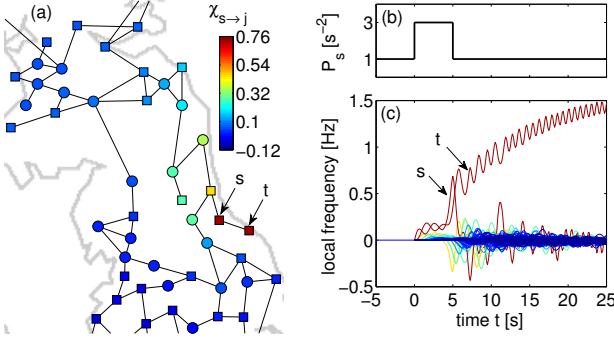 (a)
χs→j
0.76
0.54
0.32
0.1
−0.12
s
t
(b)
Ps [s−2]
3
1
(c)
local frequency [Hz]
1.5
1
0.5
0
−0.5
t
s
−5 0 5 10 15 20 25
time t [s]